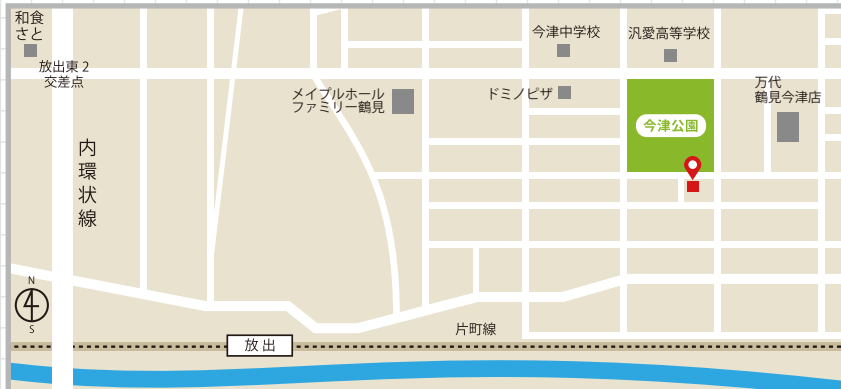 和食
さと
放出東２
交差点
内環状線
メイプルホール
ファミリー鶴見
今津中学校
ドミノピザ
汎愛高等学校
今津公園
万代
鶴見今津店
N
S
片町線
放出